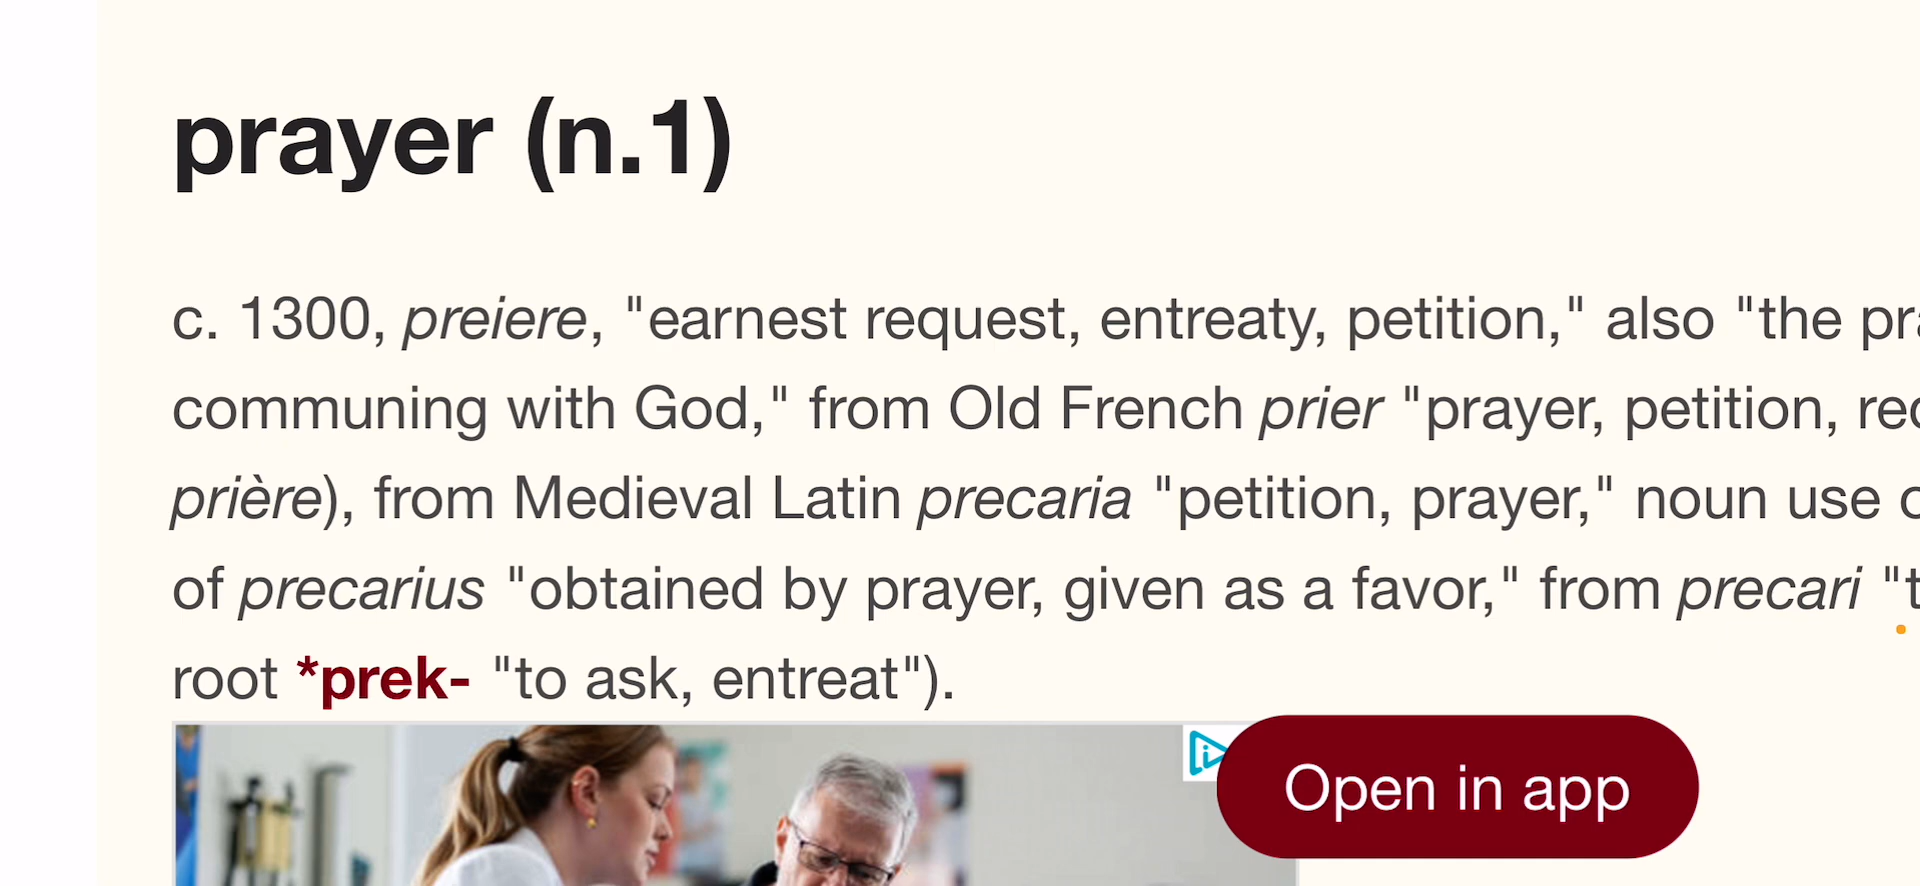 prayer (n.1)
c. 1300, preiere, "earnest request, entreaty, petition," also "the
communing with God," from Old French prier "prayer, petition,
prière), from Medieval Latin precaria "petition, prayer," noun use
of precarius "obtained by prayer, given as a favor," from precari
root *prek- "to ask, entreat").
Open in app